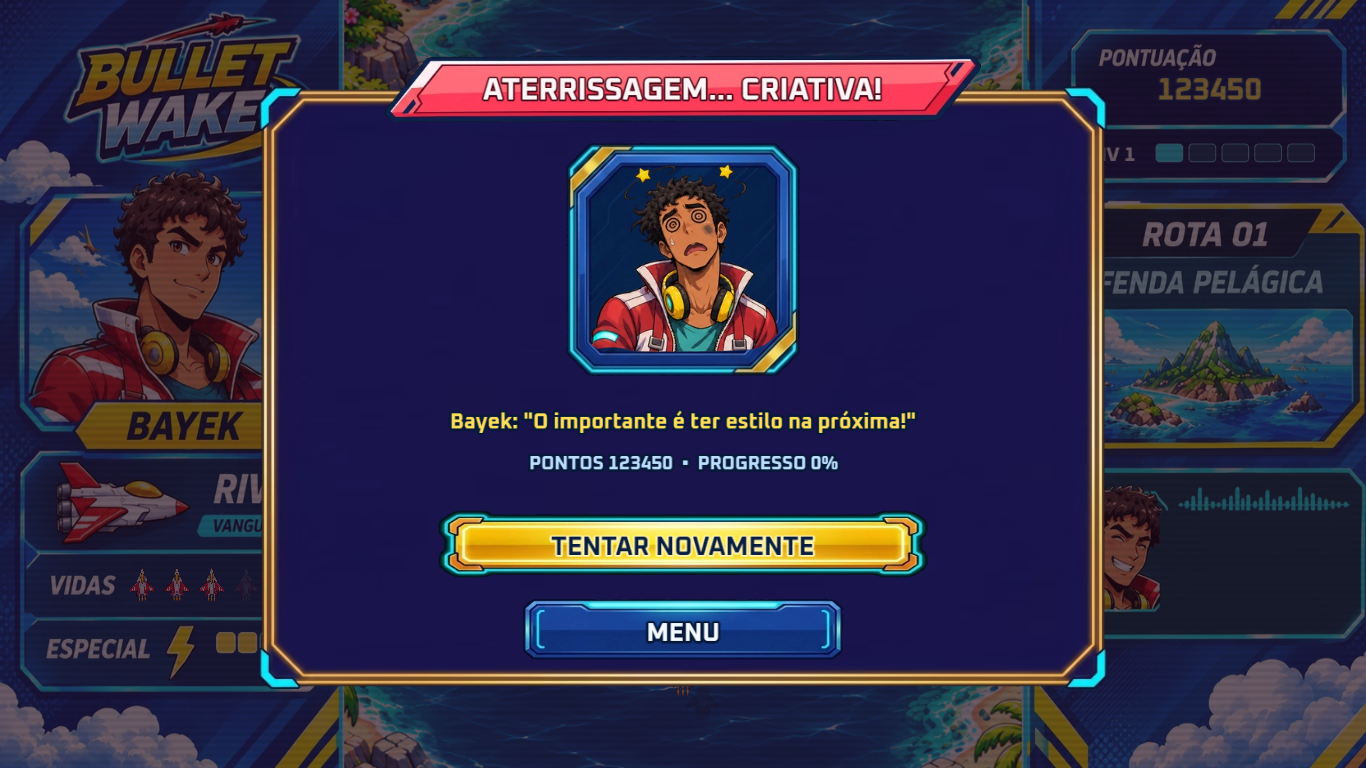 BULLET
WAKE
ATERRISSAGEM... CRIATIVA!
PONTUAÇÃO
123450
1
ROTA 01
PELÁGICA
BAYEK
Bayek: "O importante é ter estilo na próxima!"
PONTOS 123450 • PROGRESSO 0%
VIDAS
ESPECIAL
TENTAR NOVAMENTE
MENU